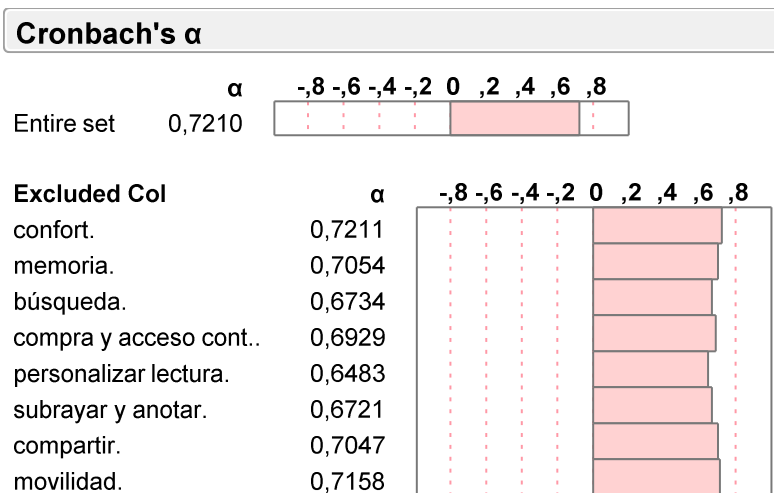 Cronbach's α
α -,8 -,6 -,4 -,2 0 ,2 ,4 ,6 ,8
Entire set 0,7210
Excluded Col α -,8 -,6 -,4 -,2 0 ,2 ,4 ,6 ,8
confort. 0,7211
memoria. 0,7054
búsqueda. 0,6734
compra y acceso cont.. 0,6929
personalizar lectura. 0,6483
subrayar y anotar. 0,6721
compartir. 0,7047
movilidad. 0,7158